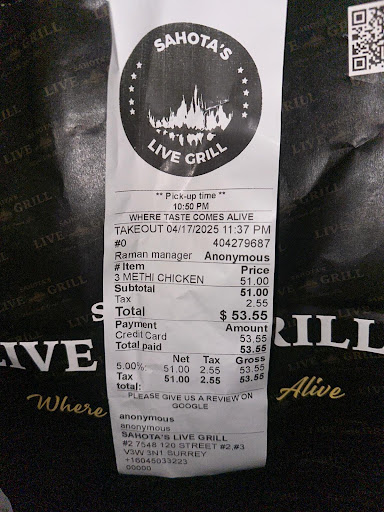 SAHOTA'S
LIVE GRILL
** Pick-up time **
10:50 PM
WHERE TASTE COMES ALIVE
TAKEOUT 04/17/2025 11:37 PM
#0 404279687
Raman manager Anonymous
# Item Price
3 METHI CHICKEN 51.00
Subtotal 51.00
Tax 2.55
Total $ 53.55
Payment Amount
Credit Card 53.55
Total paid 53.55
Net Tax Gross
5.00%: 51.00 2.55 53.55
Tax total: 51.00 2.55 53.55
PLEASE GIVE US A REVIEW ON
GOOGLE
anonymous
anonymous
SAHOTA'S LIVE GRILL
#2 7548 120 STREET #2,#3
V3W 3N1 SURREY
+16045033223
00000
LIVE GRILL
Where Alive